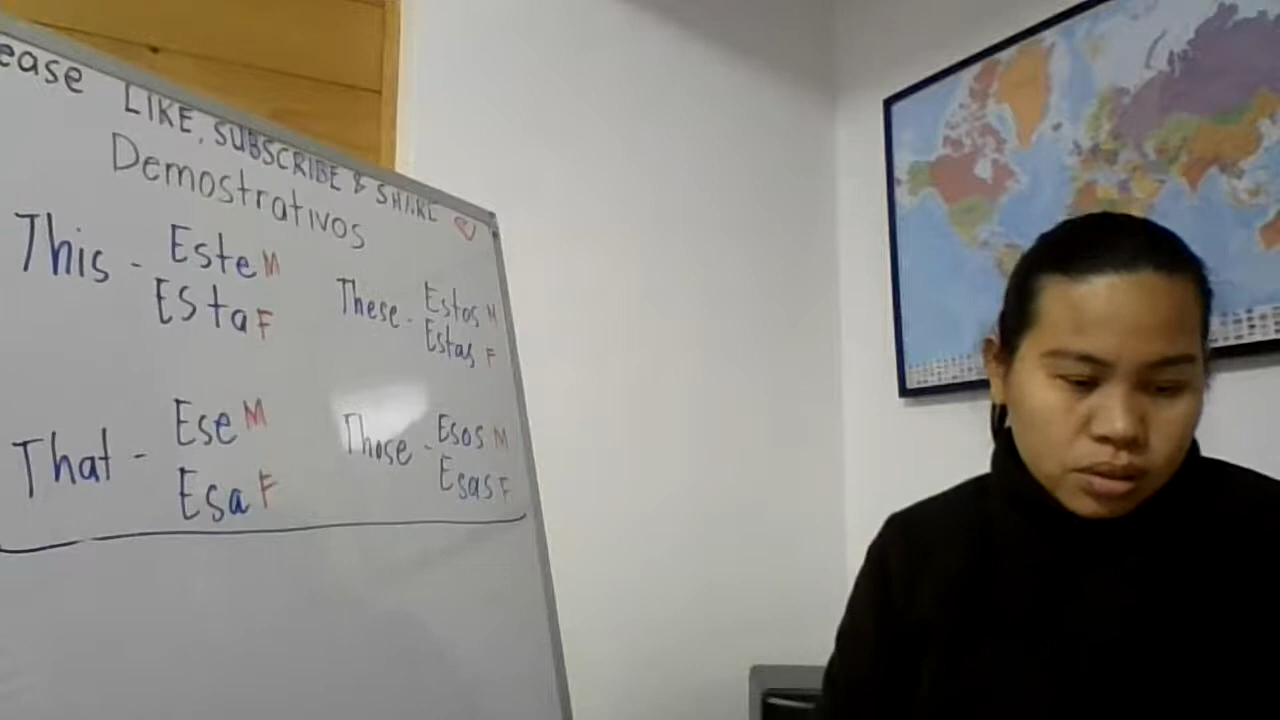 ease LIKE, SUBSCRIBE & SHARE
Demostrativos
This - Este M
Esta F
These - Estos M
Estas F
That - Ese M
Esa F
Those - Esos M
Esas F